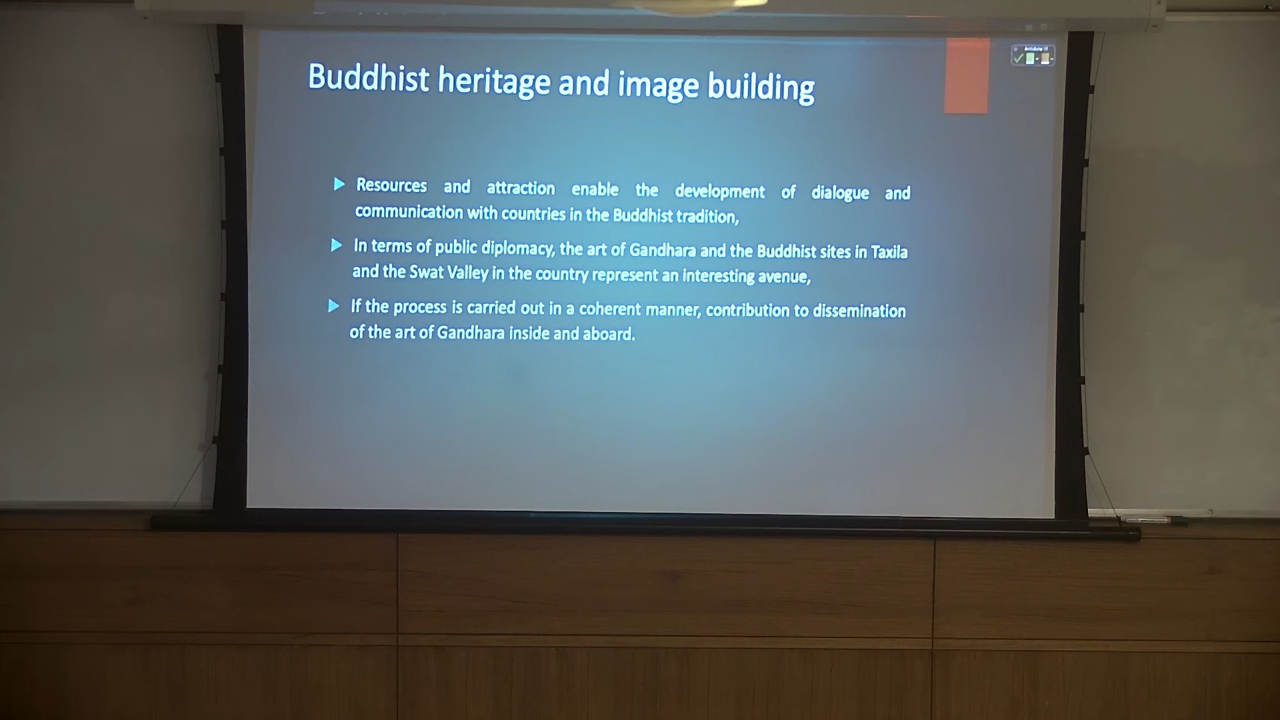 Buddhist heritage and image building
Resources and attraction enable the development of dialogue and
communication with countries in the Buddhist tradition,
In terms of public diplomacy, the art of Gandhara and the Buddhist sites in Taxila
and the Swat Valley in the country represent an interesting avenue,
If the process is carried out in a coherent manner, contribution to dissemination
of the art of Gandhara inside and aboard.